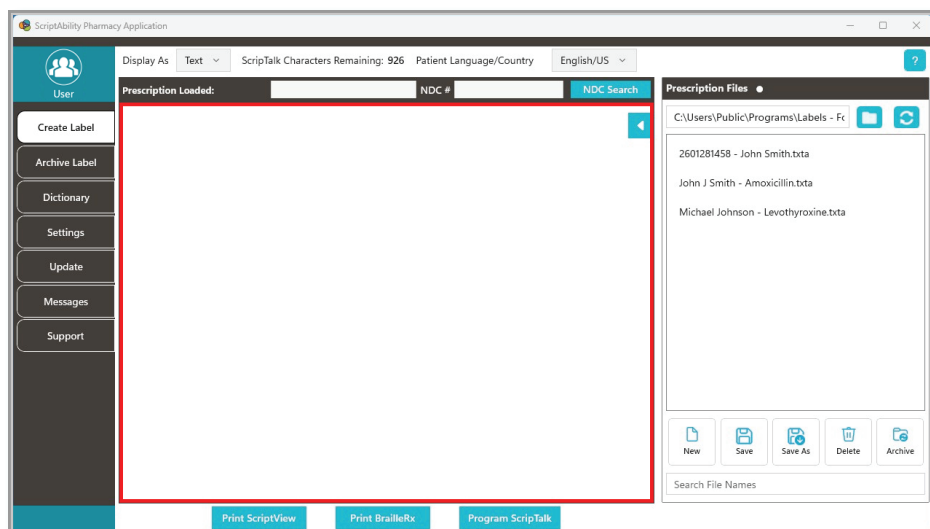 ScriptAbility Pharmacy Application
User
Display As Text ScripTalk Characters Remaining: 926 Patient Language/Country English/US ?
Prescription Loaded: NDC # NDC Search
Create Label
Archive Label
Dictionary
Settings
Update
Messages
Support
Prescription Files
C:\Users\Public\Programs\Labels - Fo
2601281458 - John Smith.txta
John J Smith - Amoxicillin.txta
Michael Johnson - Levothyroxine.txta
New Save Save As Delete Archive
Search File Names
Print ScriptView Print BrailleRx Program ScripTalk